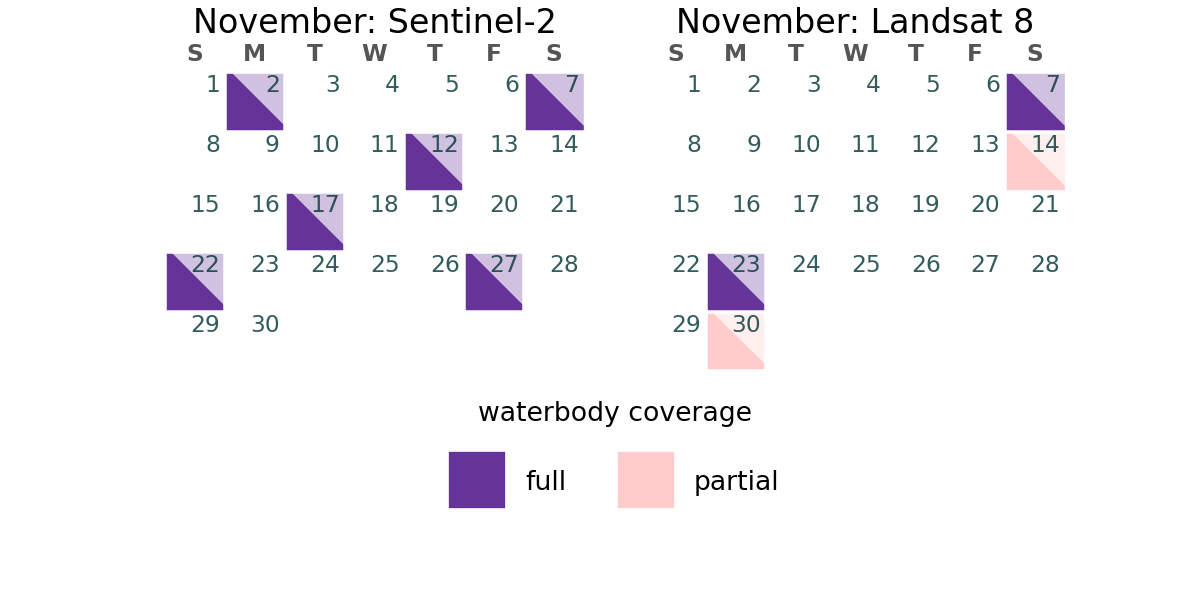 November: Sentinel-2
S M T W T F S
1 2 3 4 5 6 7
8 9 10 11 12 13 14
15 16 17 18 19 20 21
22 23 24 25 26 27 28
29 30
November: Landsat 8
S M T W T F S
1 2 3 4 5 6 7
8 9 10 11 12 13 14
15 16 17 18 19 20 21
22 23 24 25 26 27 28
29 30
waterbody coverage
full
partial